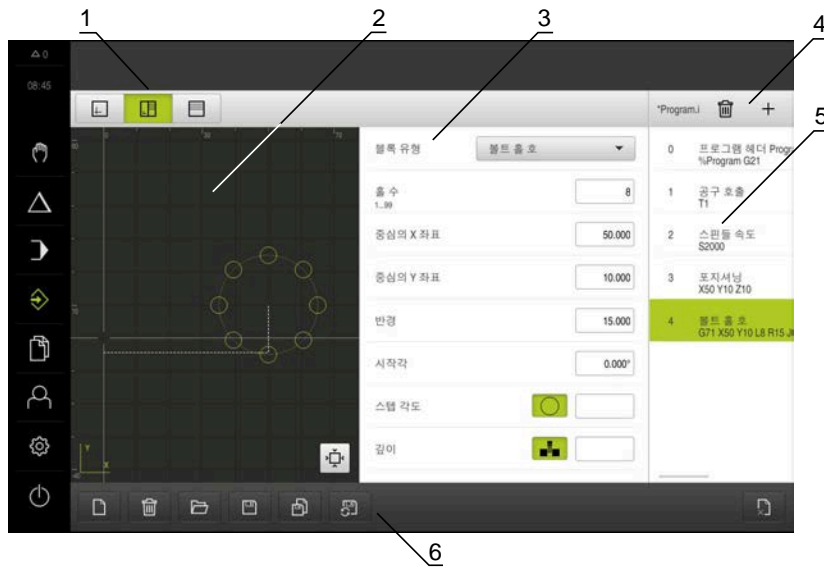 1
2
3
4
5
6
0
08:45
*Program.i
블록 유형
볼트 홀 호
홀 수
1...99
8
중심의 X 좌표
50.000
중심의 Y 좌표
10.000
반경
15.000
시작각
0.000°
스텝 각도
깊이
0 프로그램 헤더 Progra
%Program G21
1 공구 호출
T1
2 스핀들 속도
S2000
3 포지셔닝
X50 Y10 Z10
4 볼트 홀 호
G71 X50 Y10 L8 R15
Y
X